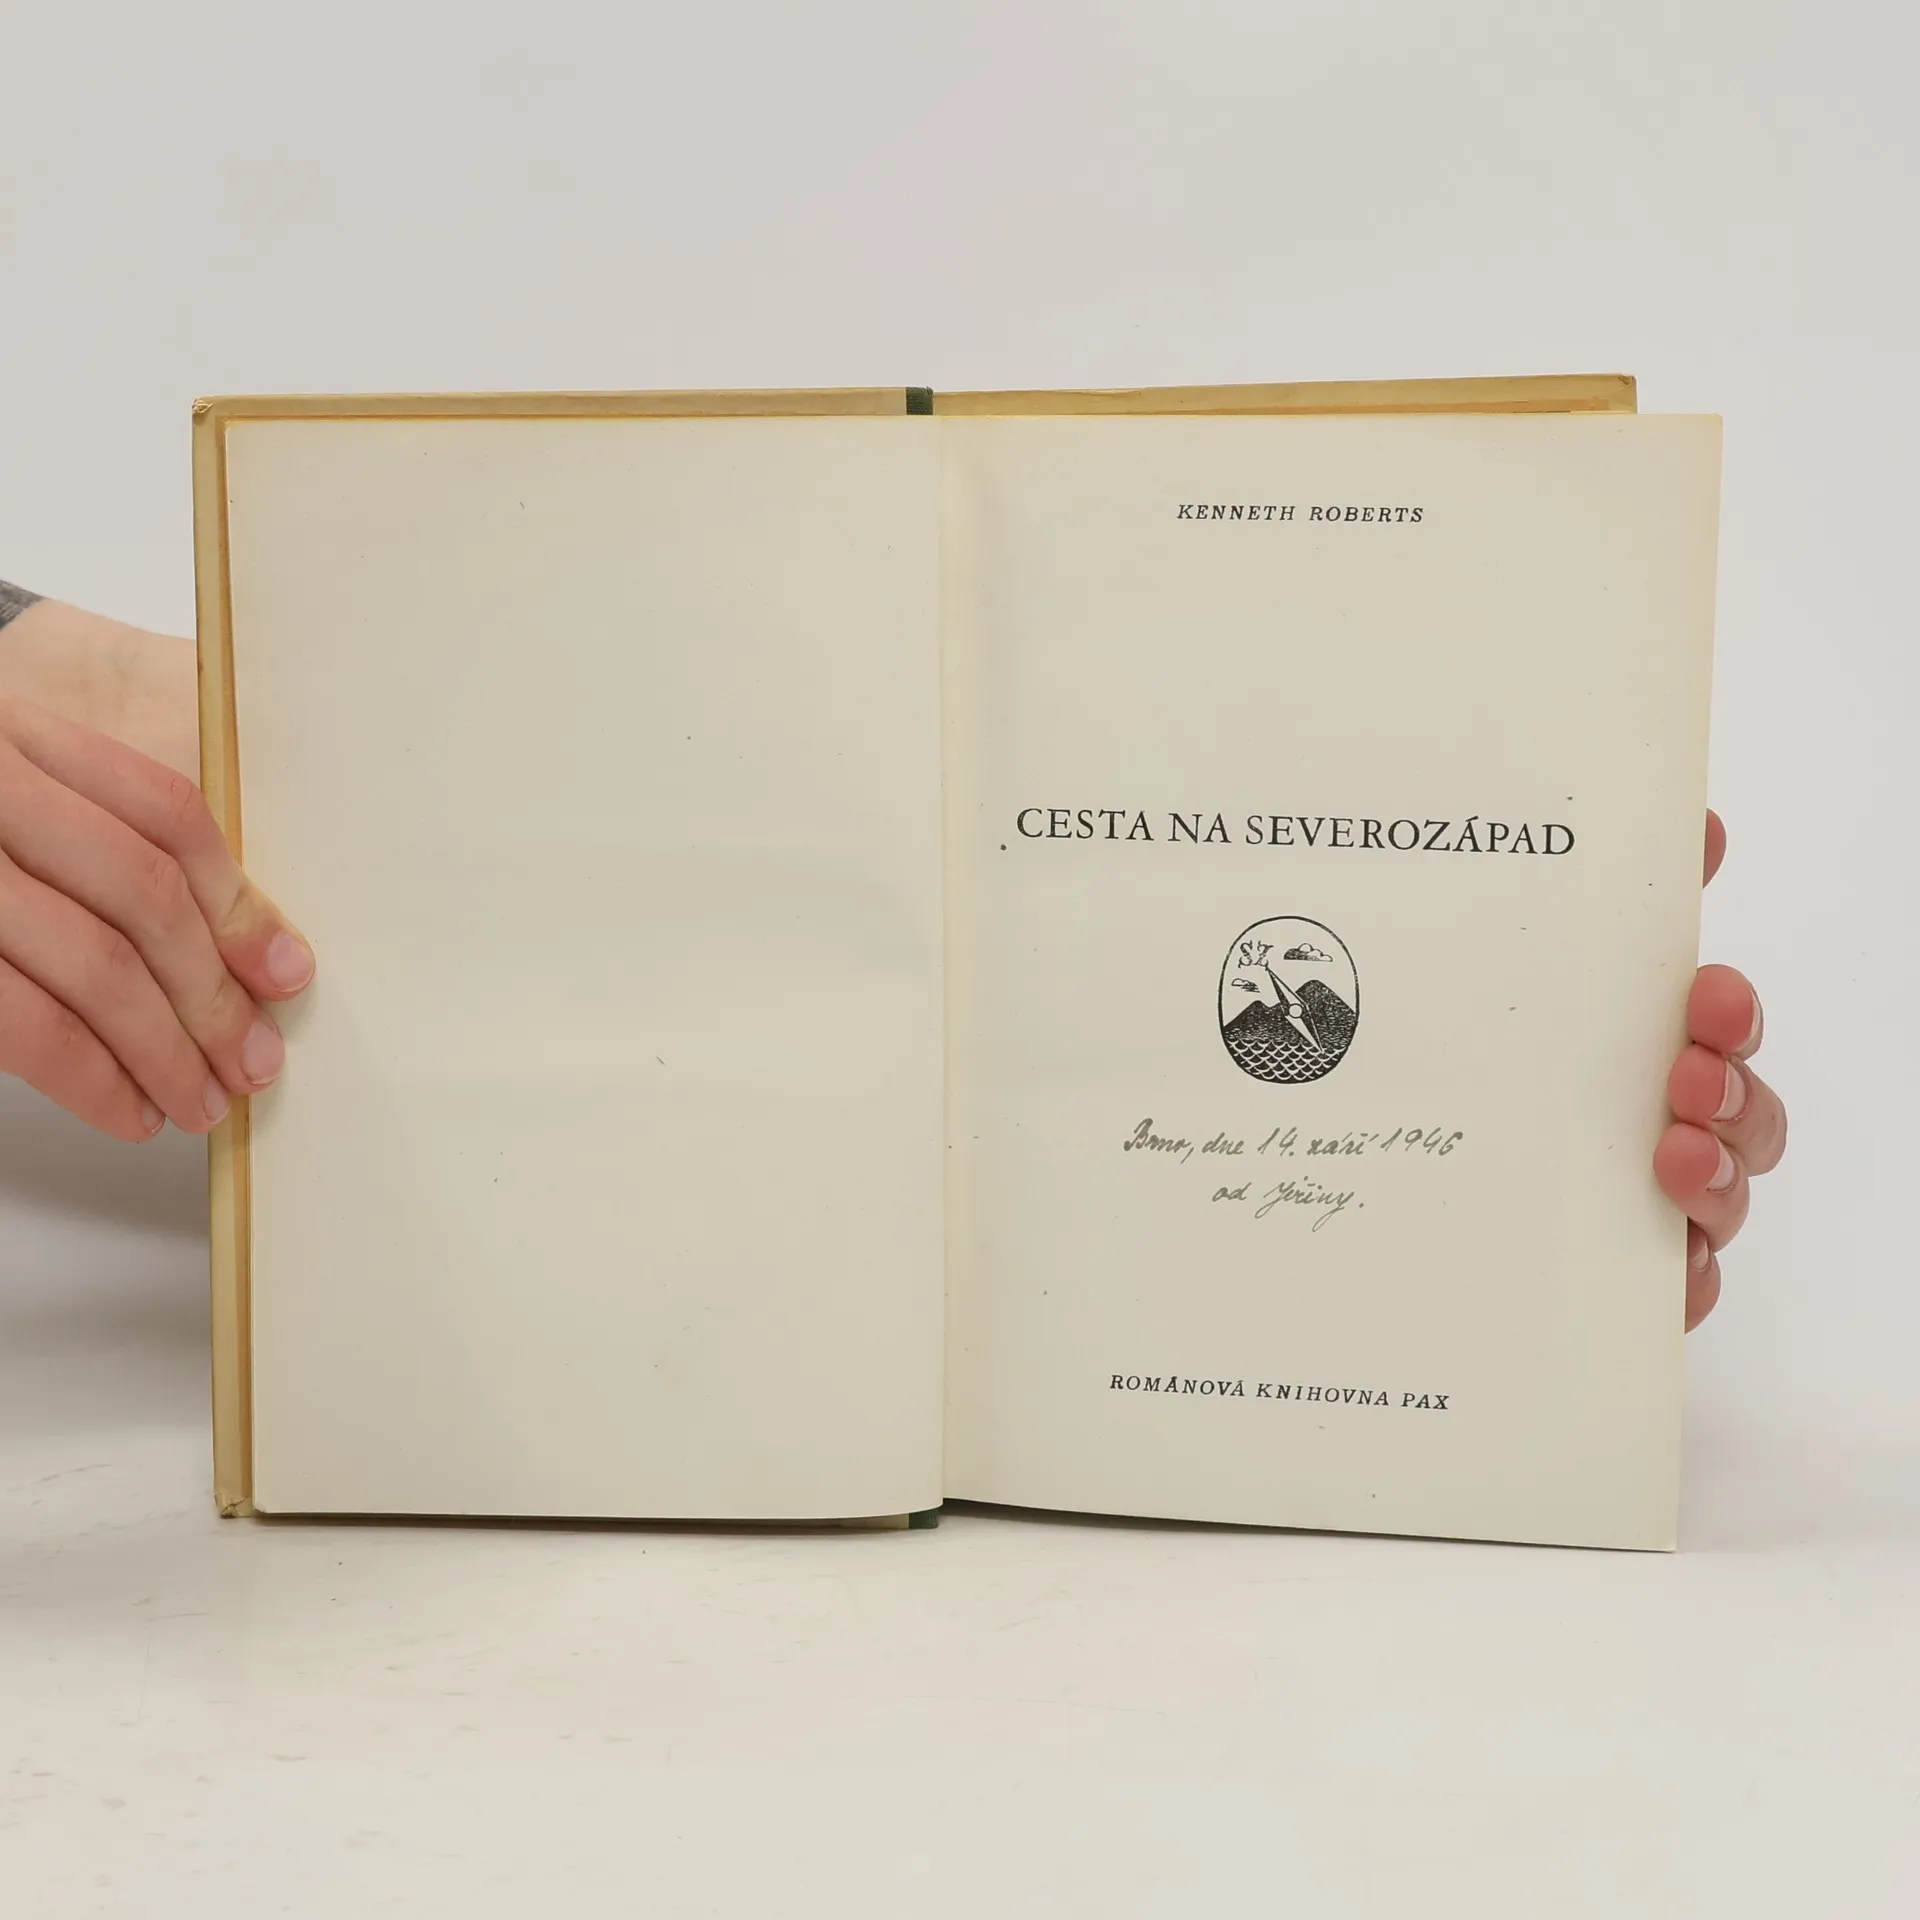 KENNETH ROBERTS
CESTA NA SEVEROZÁPAD
SZ
Brno, dne 14. září 1946
od Jiřiny.
ROMÁNOVÁ KNIHOVNA PAX